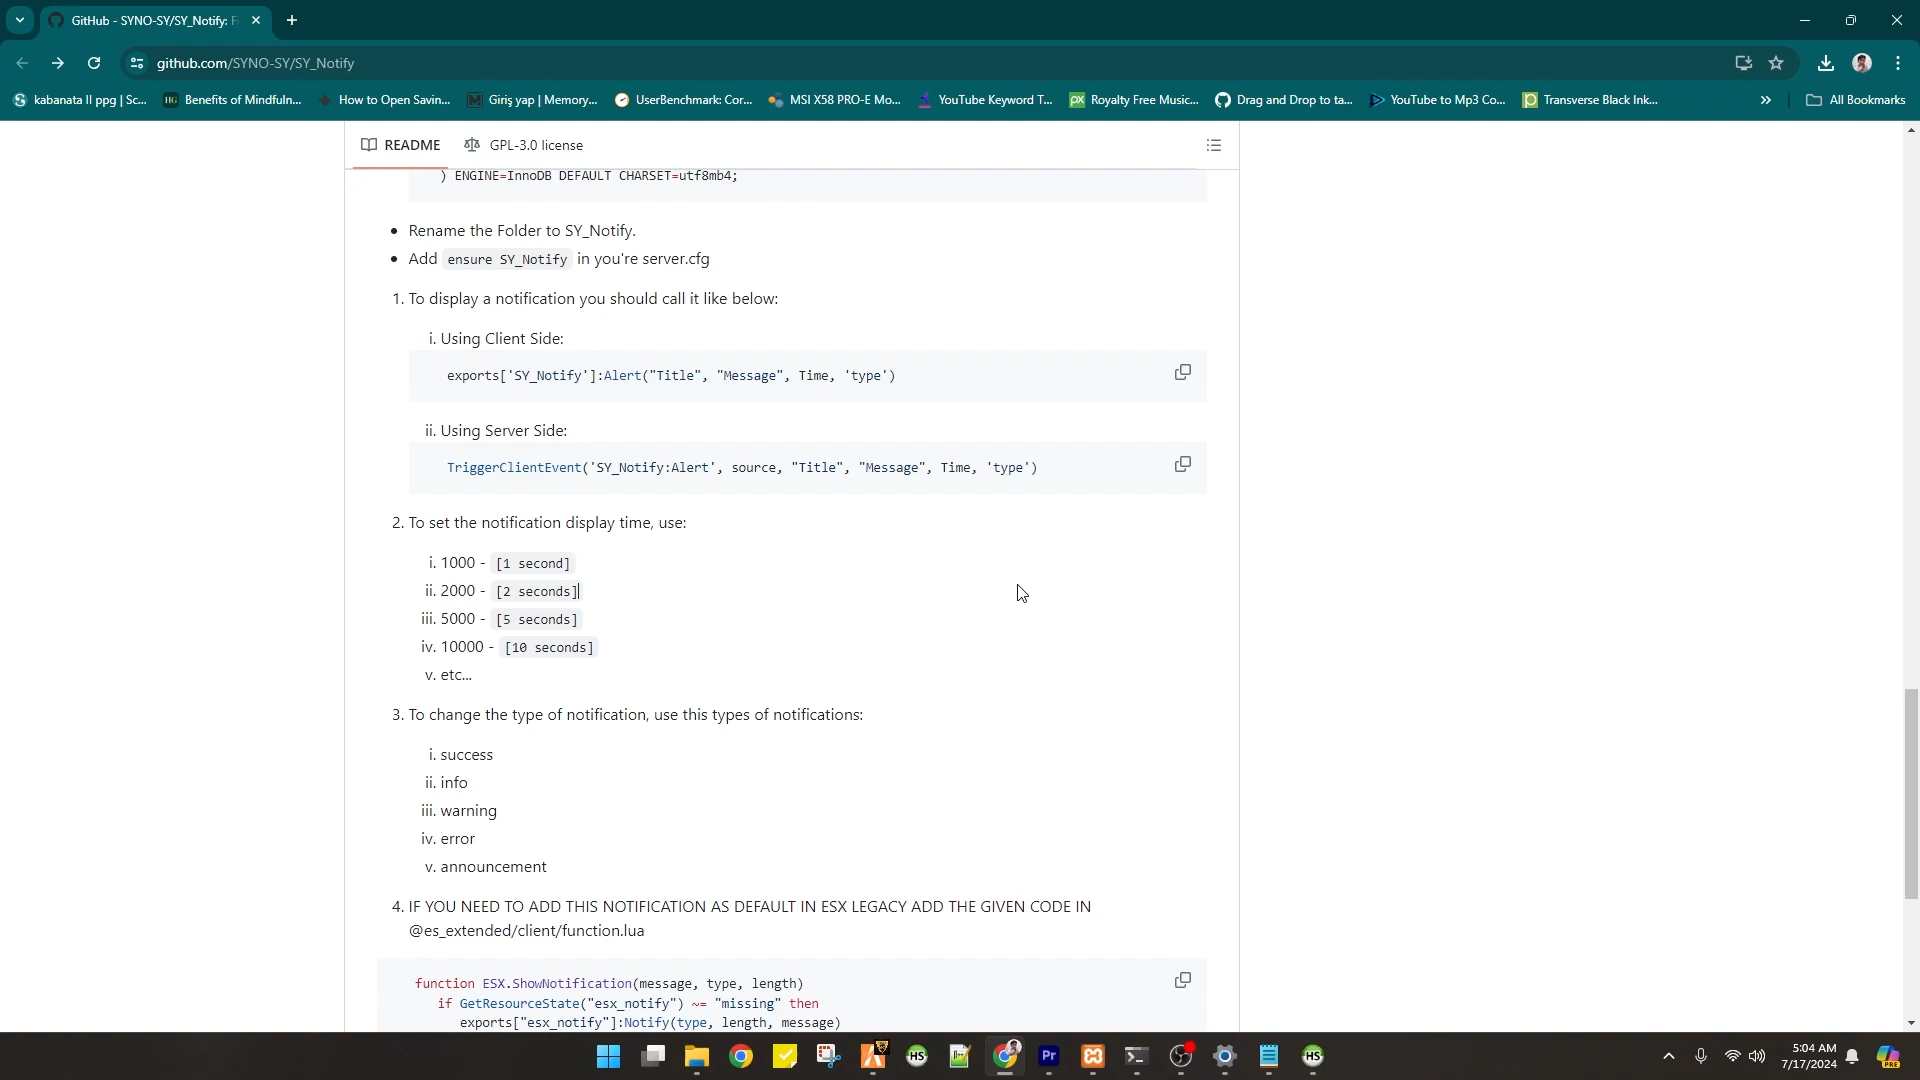 GitHub - SYNO-SY/SY_Notify: F
github.com/SYNO-SY/SY_Notify
kabanata II ppg | Sc...
Benefits of Mindfuln...
How to Open Savin...
Giriş yap | Memory...
UserBenchmark: Cor...
MSI X58 PRO-E Mo...
YouTube Keyword T...
Royalty Free Music...
Drag and Drop to ta...
YouTube to Mp3 Co...
Transverse Black Ink...
»
All Bookmarks
README
GPL-3.0 license
) ENGINE=InnoDB DEFAULT CHARSET=utf8mb4;
• Rename the Folder to SY_Notify.
• Add ensure SY_Notify in you're server.cfg
1. To display a notification you should call it like below:
i. Using Client Side:
exports['SY_Notify']:Alert("Title", "Message", Time, 'type')
ii. Using Server Side:
TriggerClientEvent('SY_Notify:Alert', source, "Title", "Message", Time, 'type')
2. To set the notification display time, use:
i. 1000 - [1 second]
ii. 2000 - [2 seconds]
iii. 5000 - [5 seconds]
iv. 10000 - [10 seconds]
v. etc...
3. To change the type of notification, use this types of notifications:
i. success
ii. info
iii. warning
iv. error
v. announcement
4. IF YOU NEED TO ADD THIS NOTIFICATION AS DEFAULT IN ESX LEGACY ADD THE GIVEN CODE IN
@es_extended/client/function.lua
function ESX.ShowNotification(message, type, length)
if GetResourceState("esx_notify") ~= "missing" then
exports["esx_notify"]:Notify(type, length, message)
HS
Pr
HS
5:04 AM
7/17/2024
PRE